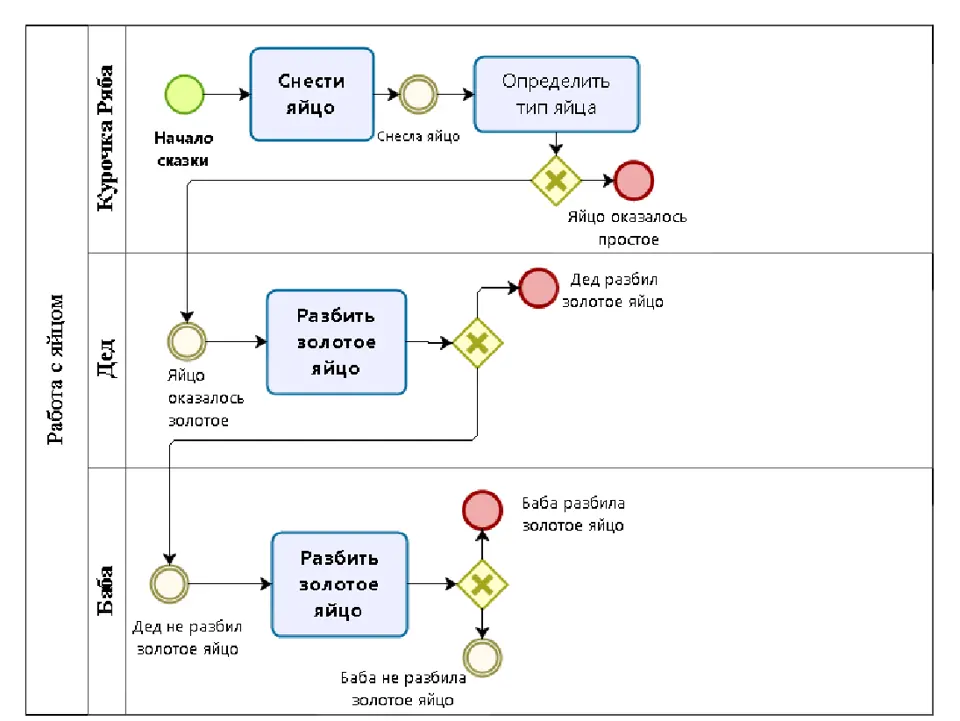 Работа с яйцом
Курочка Ряба
Начало
сказки
Снести
яйцо
Снесла яйцо
Определить
тип яйца
Яйцо оказалось
простое
Дед
Яйцо
оказалось
золотое
Разбить
золотое
яйцо
Дед разбил
золотое яйцо
Баба
Дед не разбил
золотое яйцо
Разбить
золотое
яйцо
Баба разбила
золотое яйцо
Баба не разбила
золотое яйцо